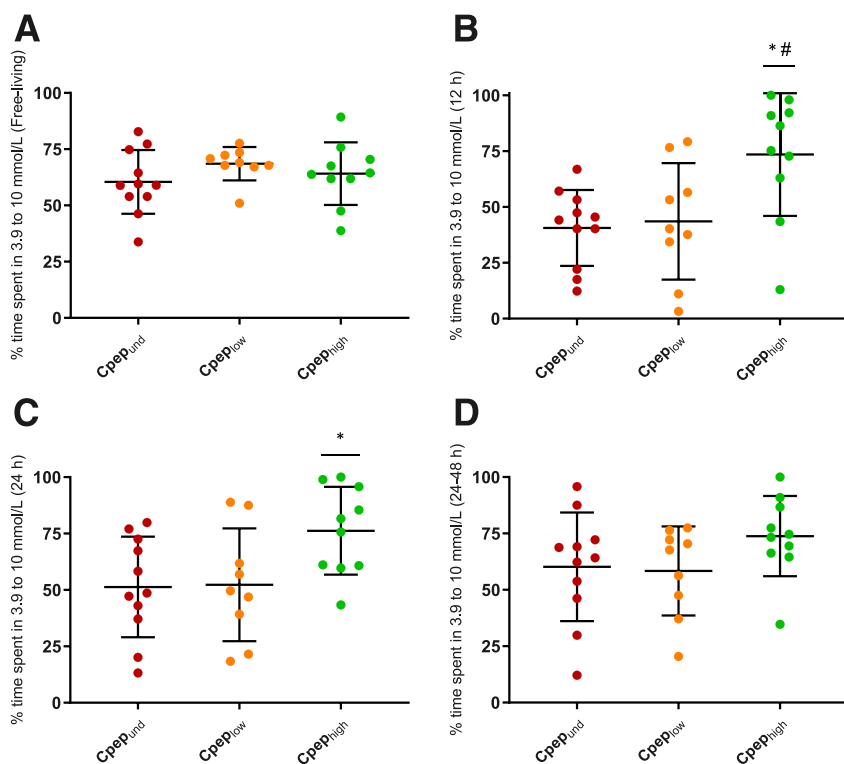 A
% time spent in 3.9 to 10 mmol/L (Free-living)
100
75
50
25
0
Cpepund
Cpeplow
Cpephigh
B
% time spent in 3.9 to 10 mmol/L (12 h)
* #
100
75
50
25
0
Cpepund
Cpeplow
Cpephigh
C
% time spent in 3.9 to 10 mmol/L (24 h)
*
100
75
50
25
0
Cpepund
Cpeplow
Cpephigh
D
% time spent in 3.9 to 10 mmol/L (24–48 h)
100
75
50
25
0
Cpepund
Cpeplow
Cpephigh